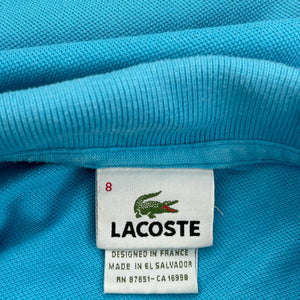 8
LACOSTE
DESIGNED IN FRANCE
MADE IN EL SALVADOR
RN 87651 - CA 16998